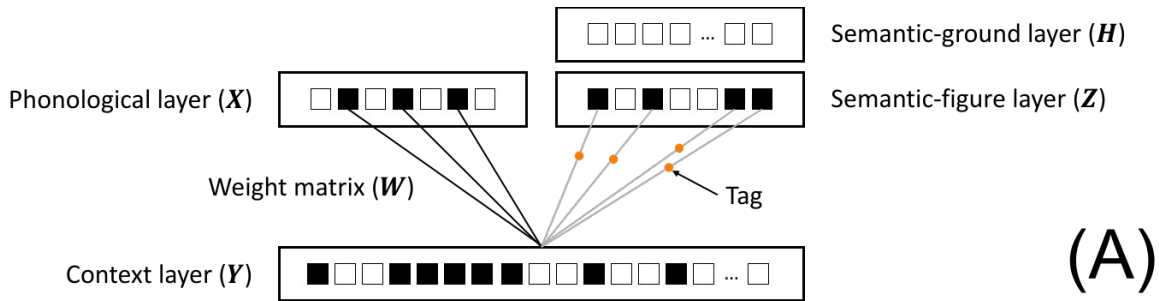 Semantic-ground layer (H)
Phonological layer (X)
Semantic-figure layer (Z)
Weight matrix (W)
Tag
Context layer (Y)
(A)
...
...